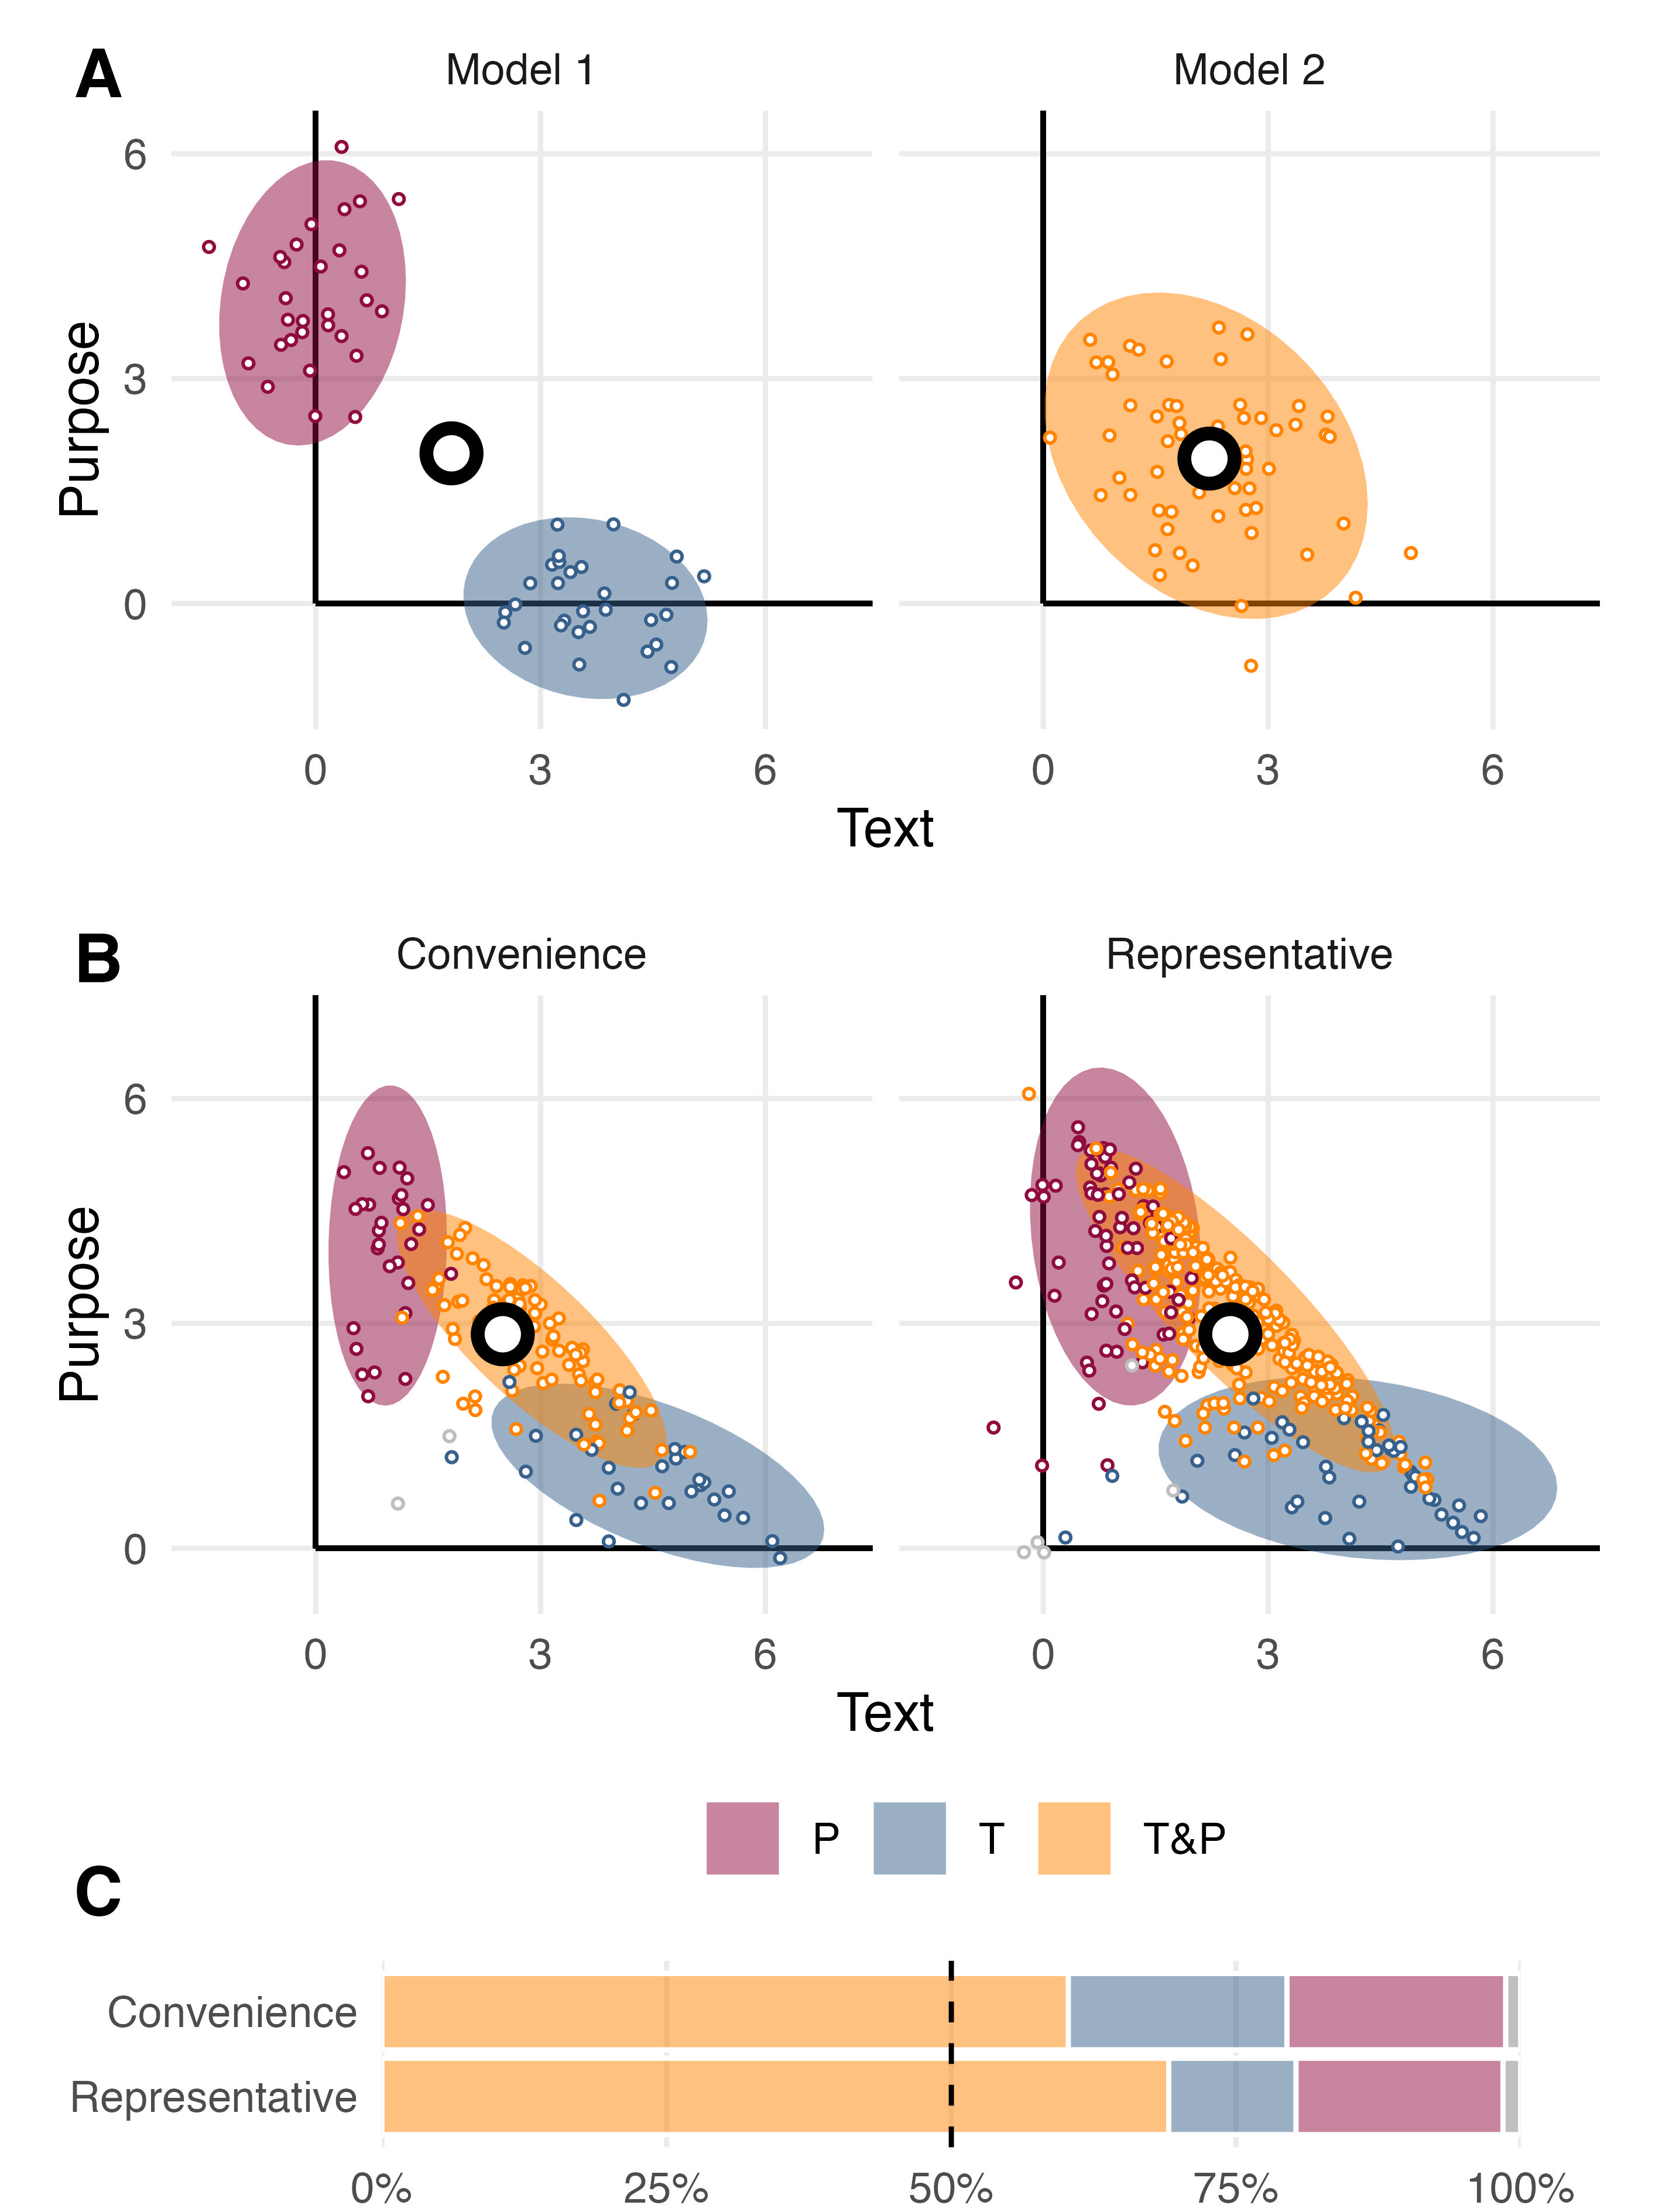 A
Model 1 Model 2
6
3
0
Purpose
0 3 6 0 3 6
Text
B
Convenience Representative
6
3
0
Purpose
0 3 6 0 3 6
Text
P T T&P
C
Convenience
Representative
0% 25% 50% 75% 100%